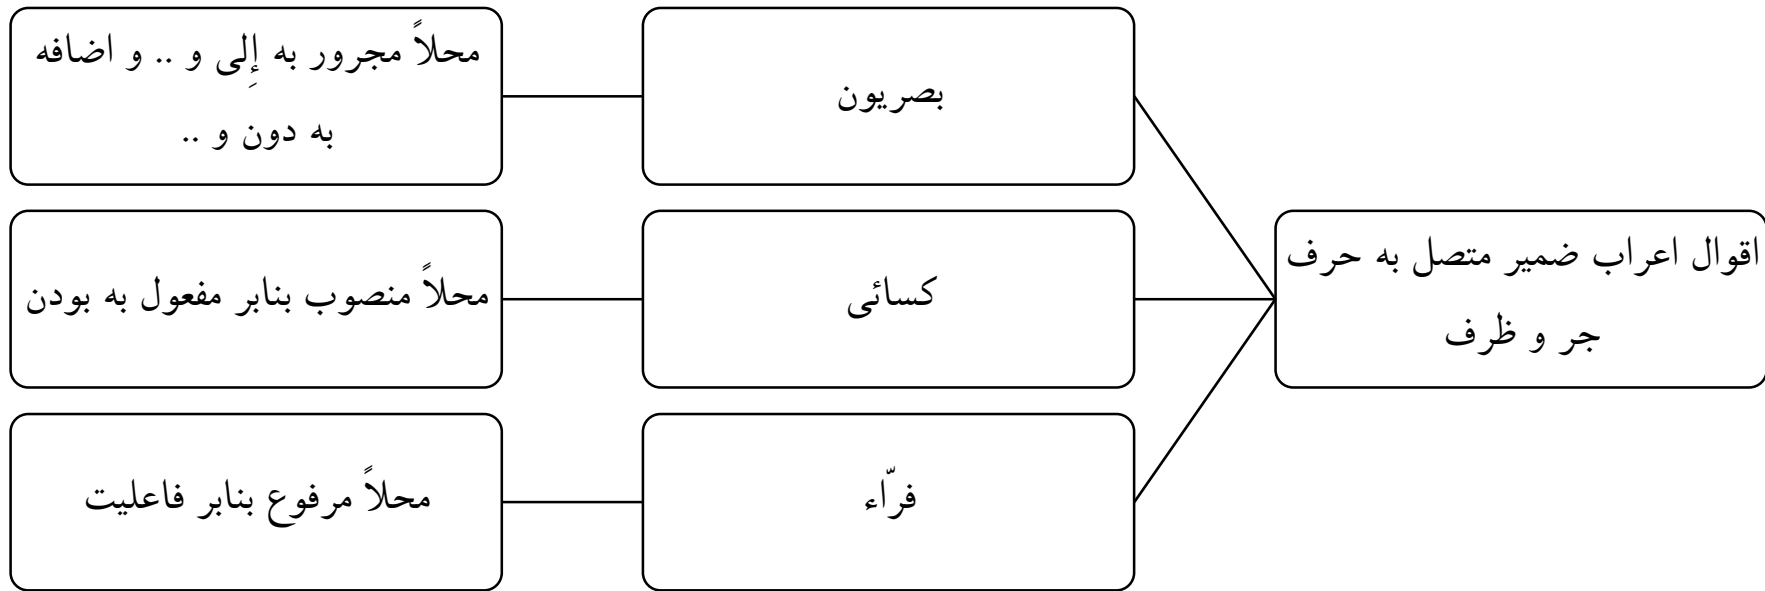 اقوال اعراب ضمیر متصل به حرف
جر و ظرف
بصریون
محلاً مجرور به إِلی و .. و اضافه
به دون و ..
کسائی
محلاً منصوب بنابر مفعول به بودن
فرّاء
محلاً مرفوع بنابر فاعلیت